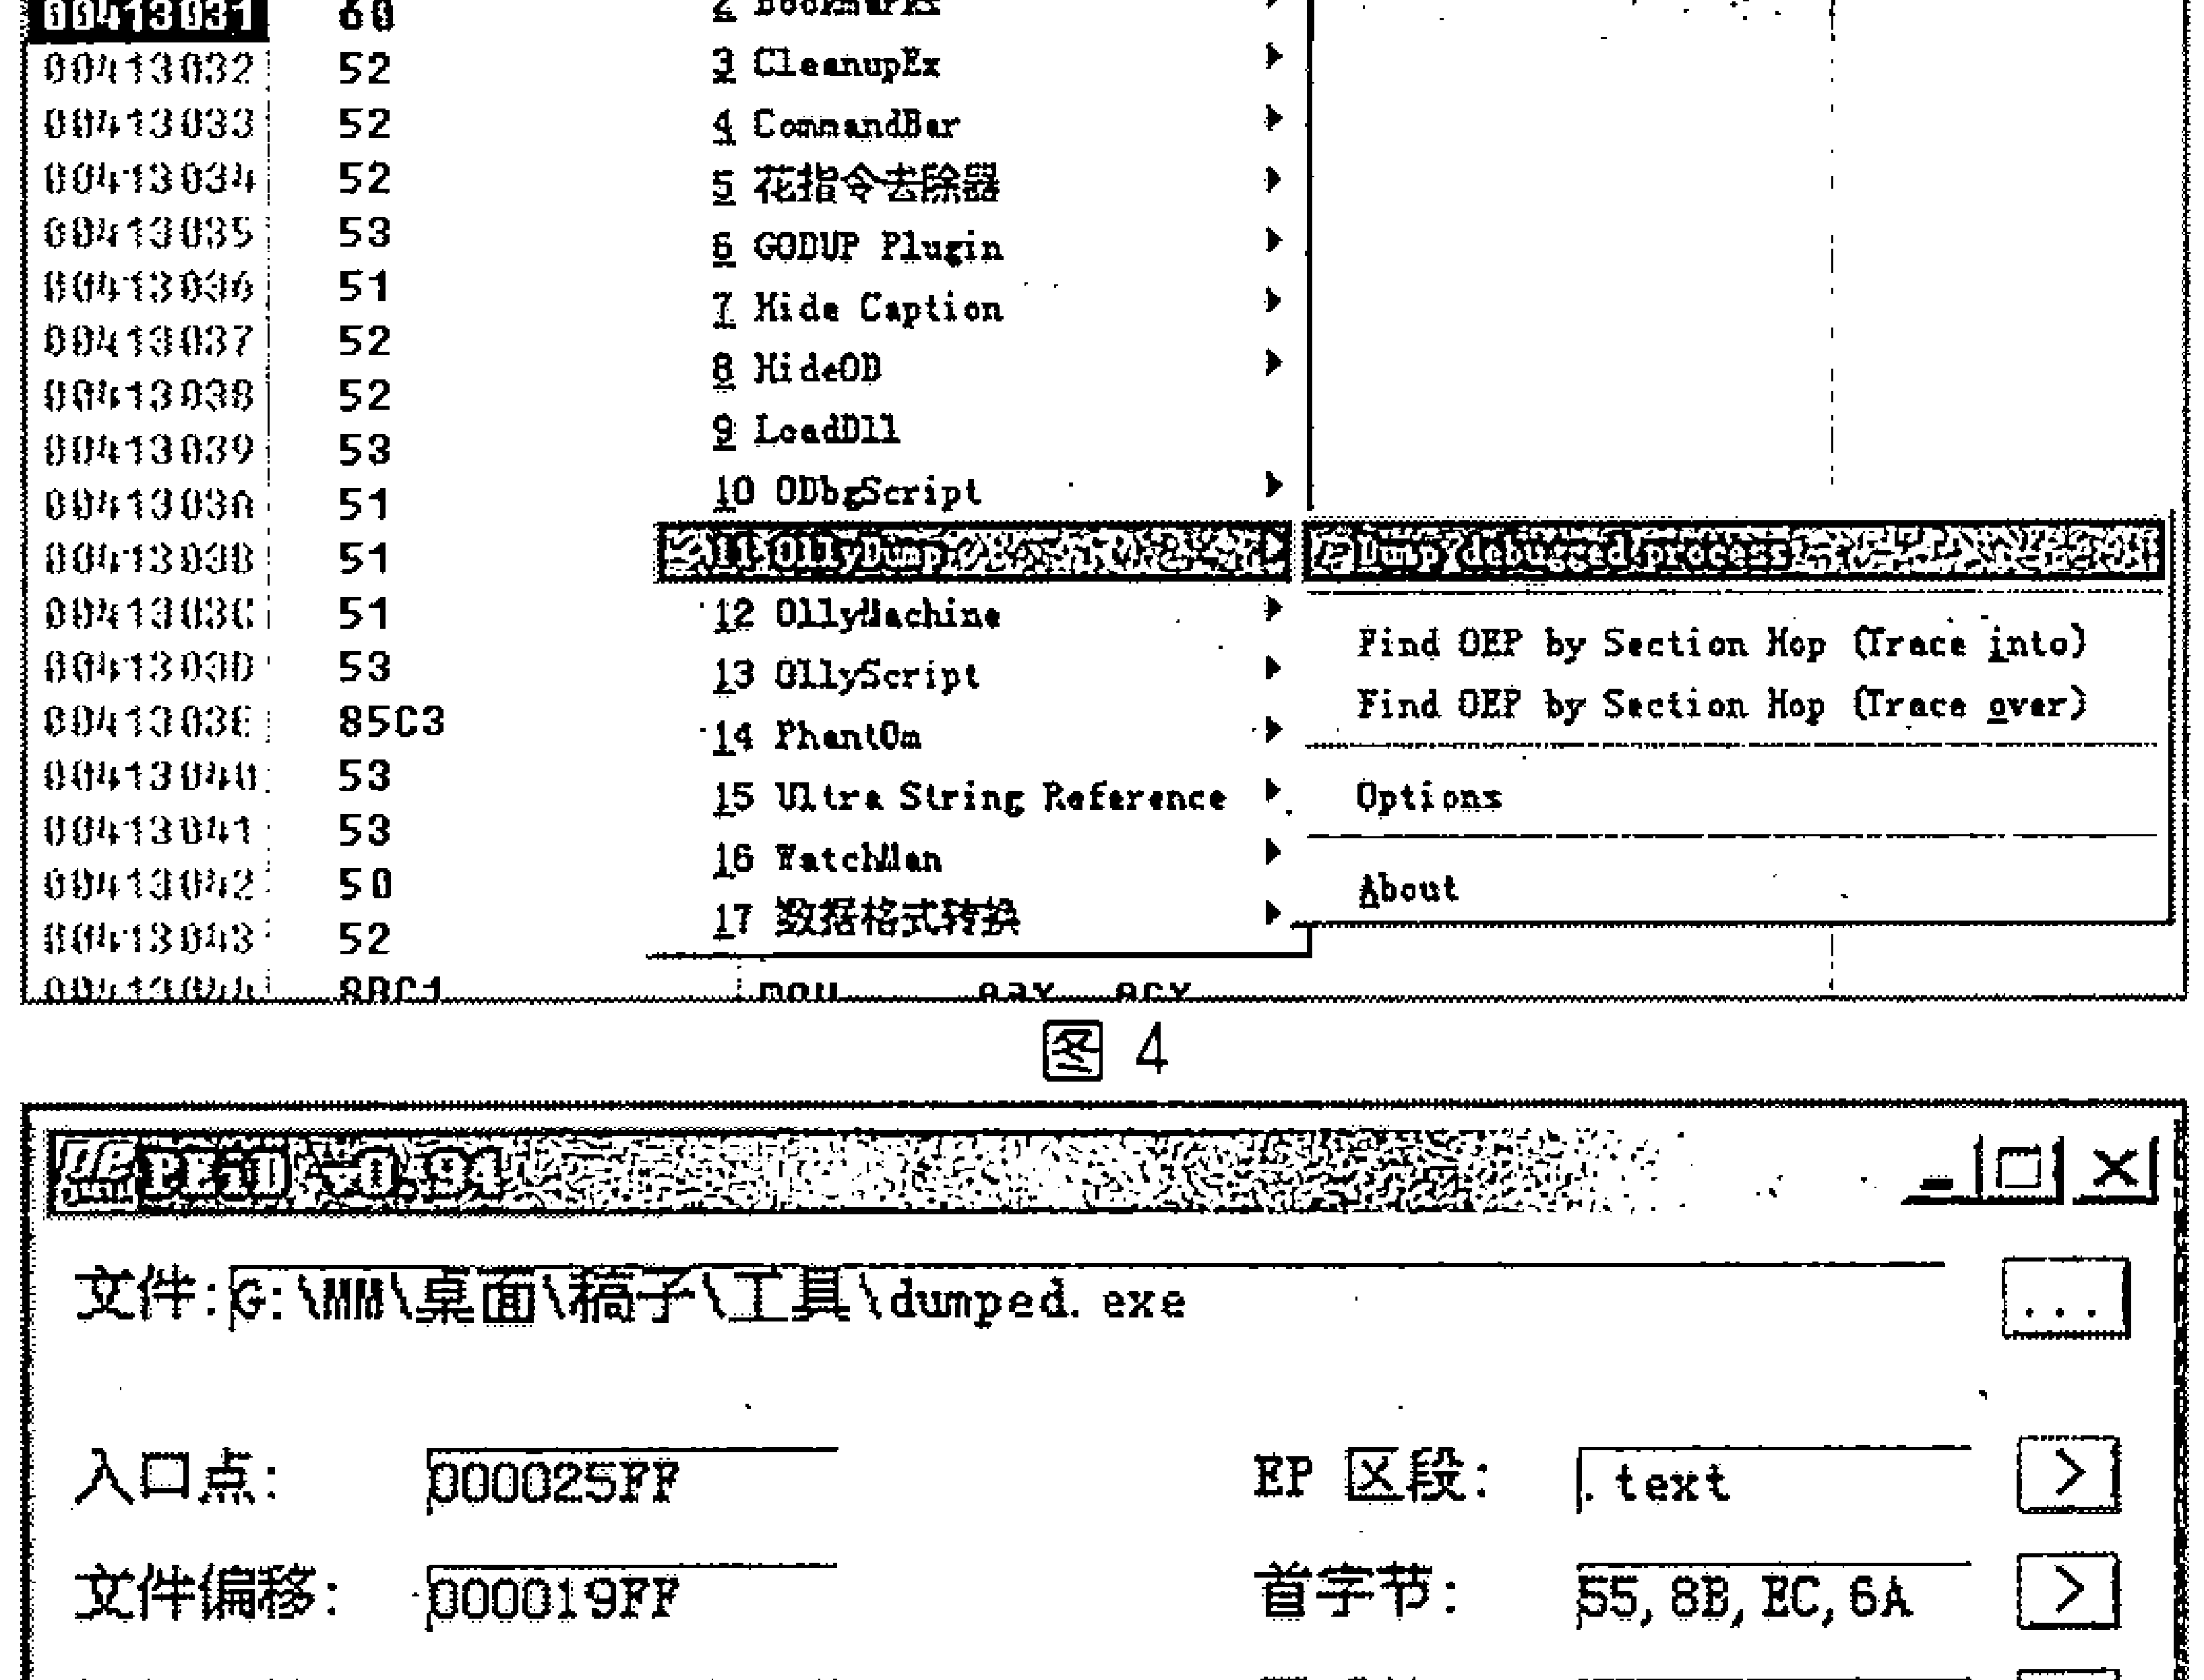 00413031 60
00413032 52 3 CleanupEx
00413033 52 4 CommandBar
00413034 52 5 花指令去除器
00413035 53 6 GODUP Plugin
00413036 51 7 Hide Caption
00413037 52 8 HideOD
00413038 52
00413039 53 9 LoadDll
0041303A 51 10 ODbgScript
0041303B 51 11 OllyDump Dump debugged process
0041303C 51 12 OllyMachine Find OEP by Section Hop (Trace into)
0041303D 53 13 OllyScript Find OEP by Section Hop (Trace over)
0041303E 85C3 14 PhantOm
00413040 53 15 Ultra String Reference Options
00413041 53
00413042 50 16 WatchMan About
00413043 52 17 数据格式转换
00413044 8BC1 mov eax, ecx
图 4
PEiD v0.94
文件: G:\MM\桌面\稿子\工具\dumped.exe ...
入口点: 000025FF EP 区段: .text >
文件偏移: 000019FF 首字节: 55,8B,EC,6A >